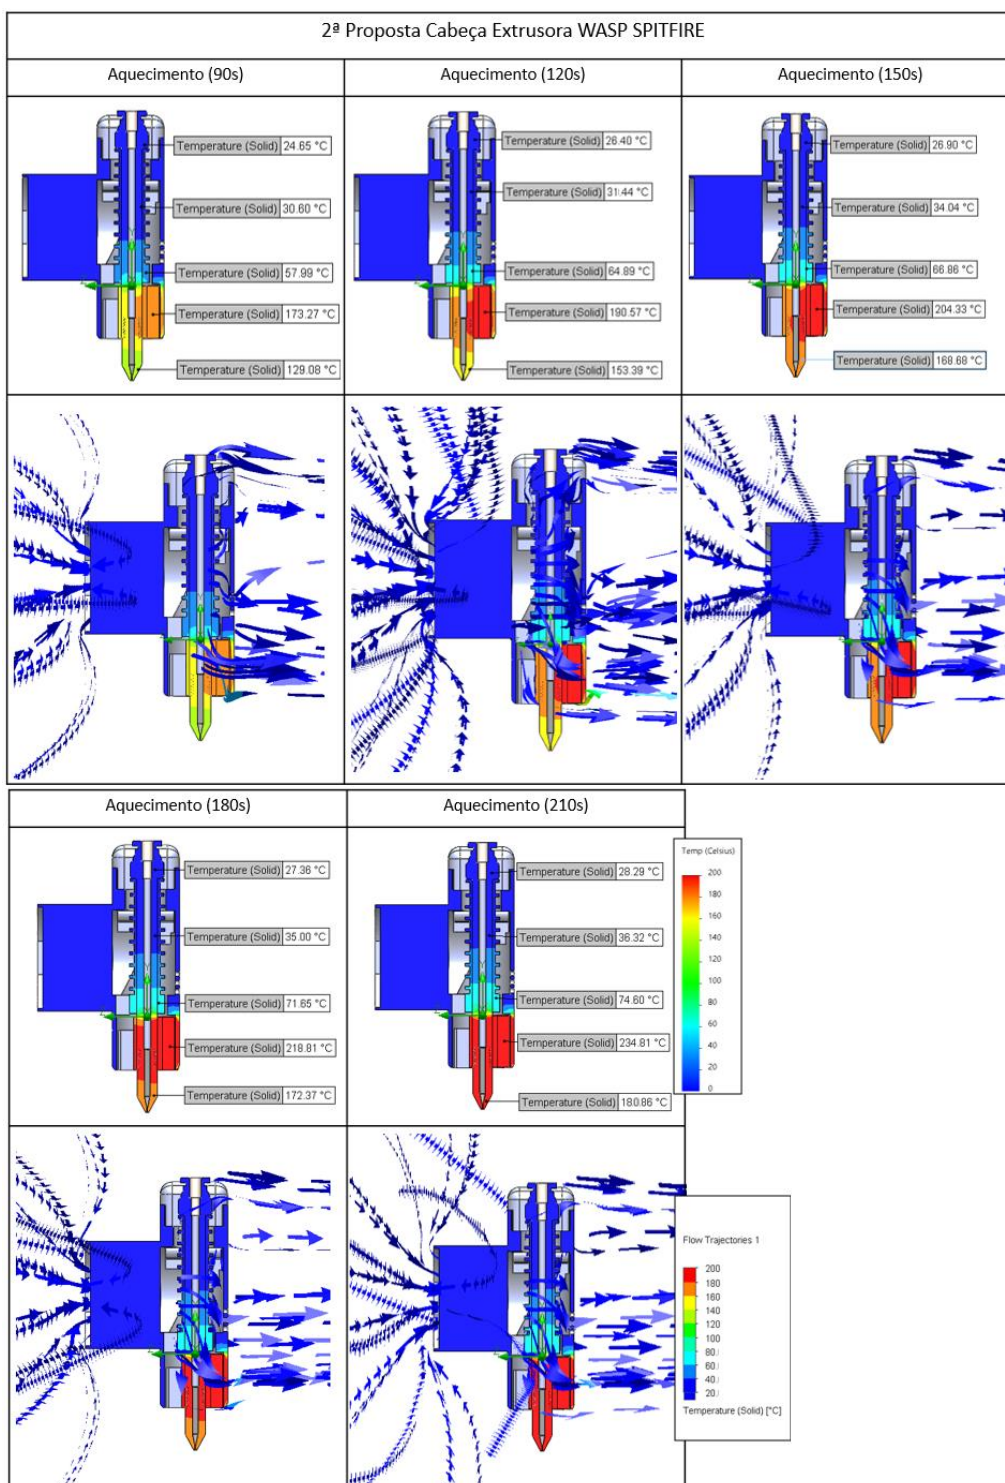 2ª Proposta Cabeça Extrusora WASP SPITFIRE
Aquecimento (90s)
Aquecimento (120s)
Aquecimento (150s)
Temperature (Solid) 24.65 °C
Temperature (Solid) 30.60 °C
Temperature (Solid) 57.99 °C
Temperature (Solid) 173.27 °C
Temperature (Solid) 129.08 °C
Temperature (Solid) 26.40 °C
Temperature (Solid) 31.44 °C
Temperature (Solid) 64.89 °C
Temperature (Solid) 190.57 °C
Temperature (Solid) 153.39 °C
Temperature (Solid) 26.90 °C
Temperature (Solid) 34.04 °C
Temperature (Solid) 66.86 °C
Temperature (Solid) 204.33 °C
Temperature (Solid) 168.68 °C
Aquecimento (180s)
Aquecimento (210s)
Temperature (Solid) 27.36 °C
Temperature (Solid) 35.00 °C
Temperature (Solid) 71.65 °C
Temperature (Solid) 218.81 °C
Temperature (Solid) 172.37 °C
Temperature (Solid) 28.29 °C
Temperature (Solid) 36.32 °C
Temperature (Solid) 74.60 °C
Temperature (Solid) 234.81 °C
Temperature (Solid) 180.86 °C
Temp (Celsius)
200
180
160
140
120
100
80
60
40
20
0
Flow Trajectories 1
200
180
160
140
120
100
80
60
40
20
Temperature (Solid) [°C]